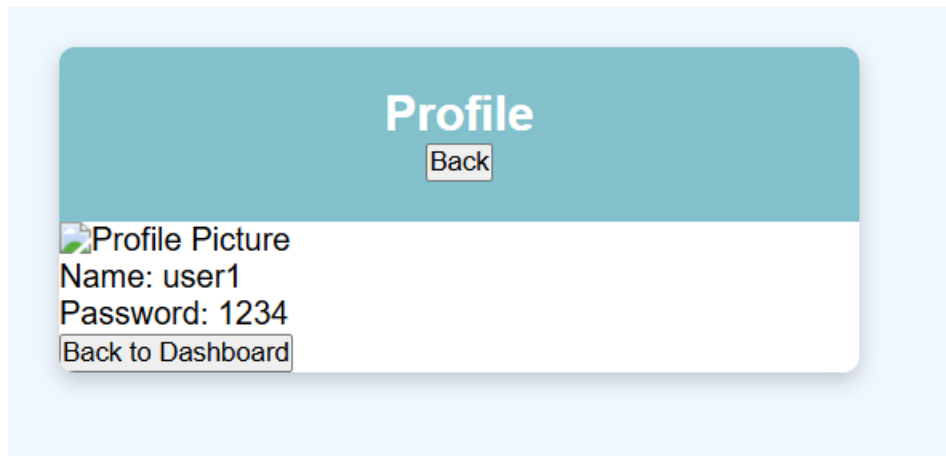 Profile
Back
Profile Picture
Name: user1
Password: 1234
Back to Dashboard